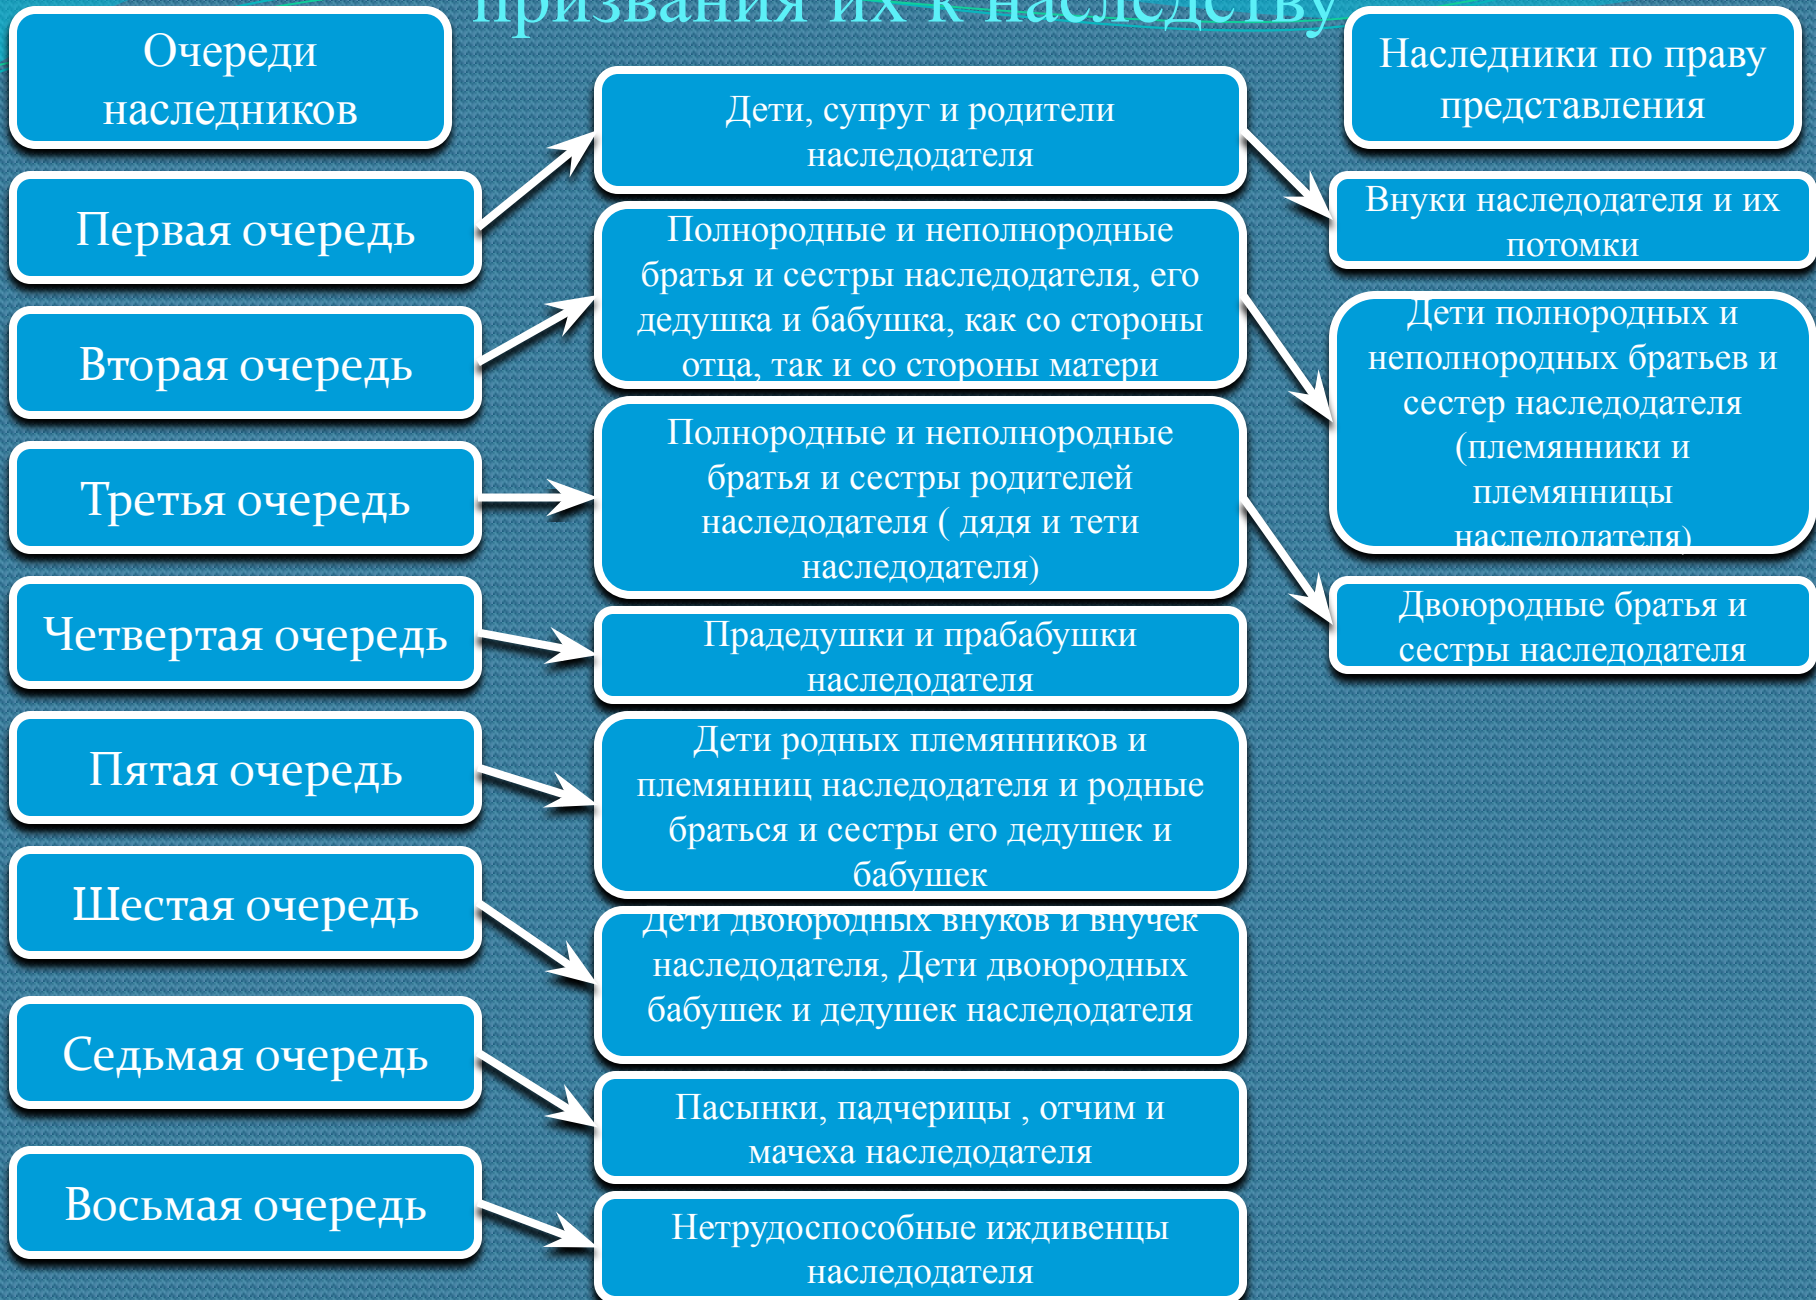 призвания их к наследству
Очереди
наследников
Наследники по праву
представления
Первая очередь
Дети, супруг и родители
наследодателя
Внуки наследодателя и их
потомки
Вторая очередь
Полнородные и неполнородные
братья и сестры наследодателя, его
дедушка и бабушка, как со стороны
отца, так и со стороны матери
Дети полнородных и
неполнородных братьев и
сестер наследодателя
(племянники и
племянницы
наследодателя)
Третья очередь
Полнородные и неполнородные
братья и сестры родителей
наследодателя ( дядя и тети
наследодателя)
Двоюродные братья и
сестры наследодателя
Четвертая очередь
Прадедушки и прабабушки
наследодателя
Пятая очередь
Дети родных племянников и
племянниц наследодателя и родные
браться и сестры его дедушек и
бабушек
Шестая очередь
Дети двоюродных внуков и внучек
наследодателя, Дети двоюродных
бабушек и дедушек наследодателя
Седьмая очередь
Пасынки, падчерицы , отчим и
мачеха наследодателя
Восьмая очередь
Нетрудоспособные иждивенцы
наследодателя